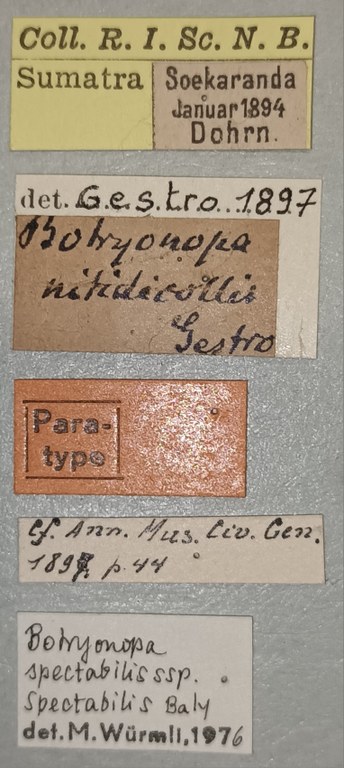 Coll. R. I. Sc. N. B.
Sumatra
Soekaranda
Januar 1894
Dohrn.
det. Gestro. 1897
Botryonopa
nitidicollis
Gestro
Para-
type
Cf. Ann. Mus. Civ. Gen.
1897, p. 44
Botryonopa
spectabilis ssp.
spectabilis Baly
det. M. Würmli, 1976